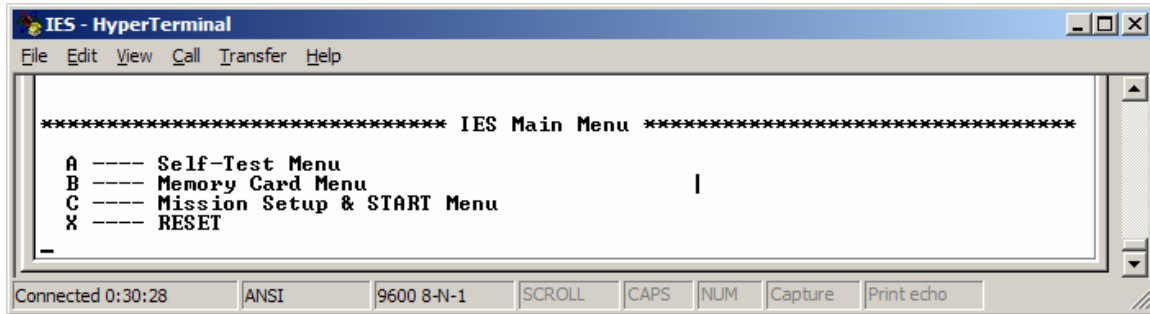 IES - HyperTerminal
File Edit View Call Transfer Help
******************************* IES Main Menu *********************************
A ---- Self-Test Menu
B ---- Memory Card Menu
C ---- Mission Setup & START Menu
X ---- RESET
_
Connected 0:30:28 ANSI 9600 8-N-1 SCROLL CAPS NUM Capture Print echo